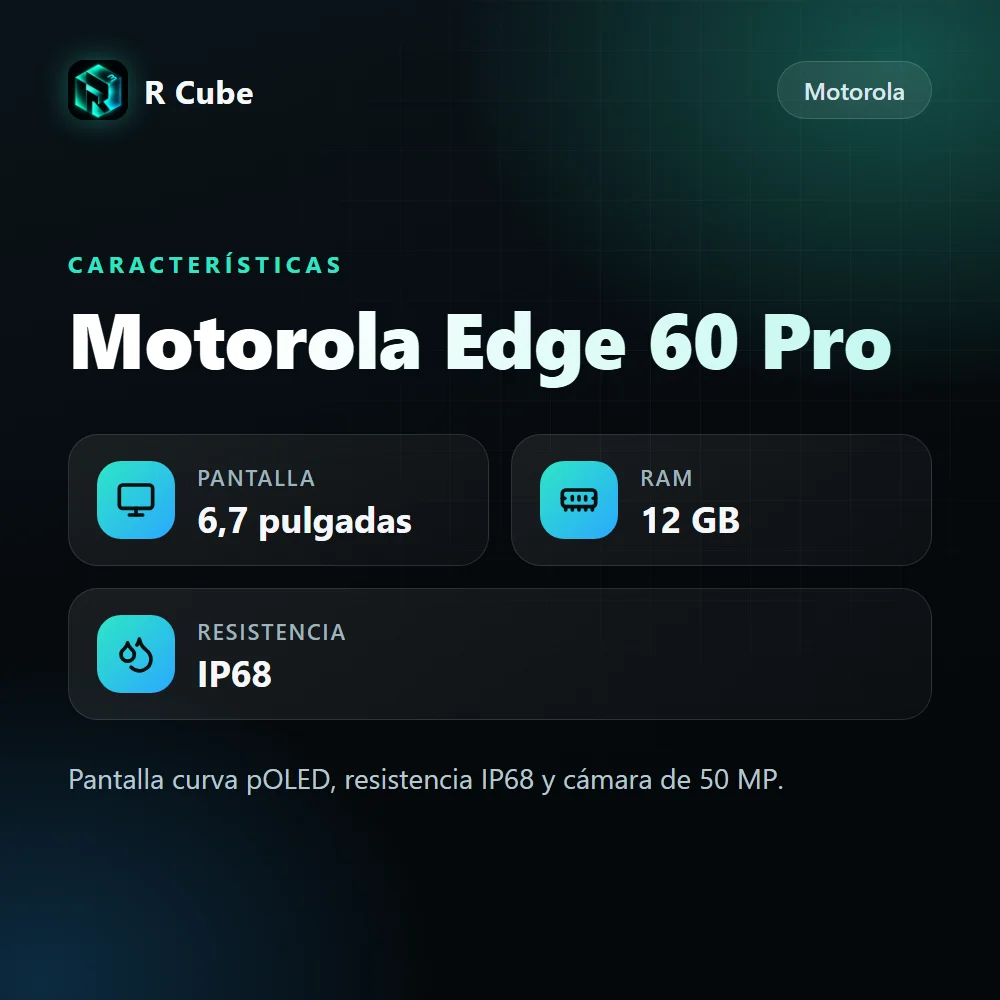 R Cube
Motorola
CARACTERÍSTICAS
Motorola Edge 60 Pro
PANTALLA
6,7 pulgadas
RAM
12 GB
RESISTENCIA
IP68
Pantalla curva pOLED, resistencia IP68 y cámara de 50 MP.